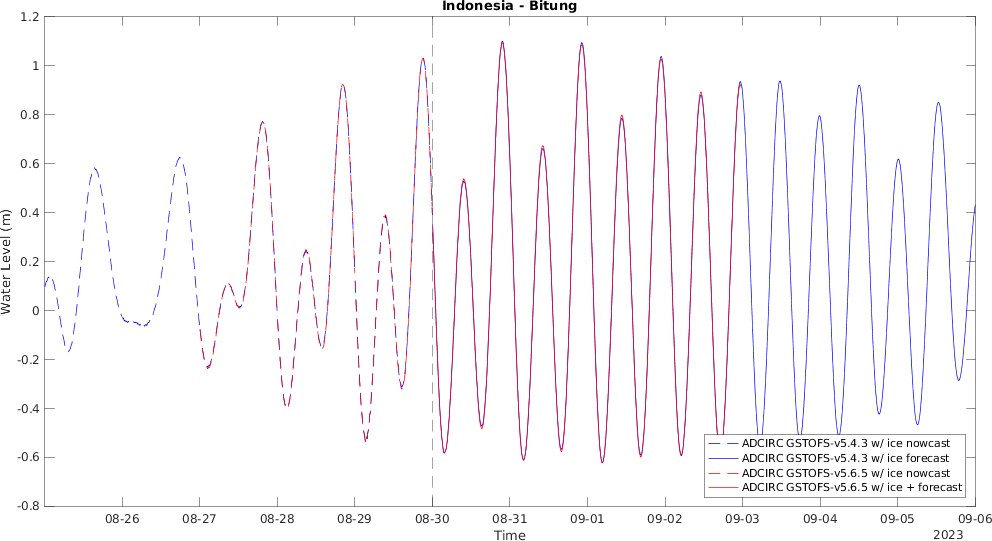 Indonesia - Bitung
1.2
1
0.8
0.6
0.4
0.2
0
-0.2
-0.4
-0.6
-0.8
Water Level (m)
ADCIRC GSTOFS-v5.4.3 w/ ice nowcast
ADCIRC GSTOFS-v5.4.3 w/ ice forecast
ADCIRC GSTOFS-v5.6.5 w/ ice nowcast
ADCIRC GSTOFS-v5.6.5 w/ ice + forecast
08-26 08-27 08-28 08-29 08-30 08-31 09-01 09-02 09-03 09-04 09-05 09-06
Time
2023